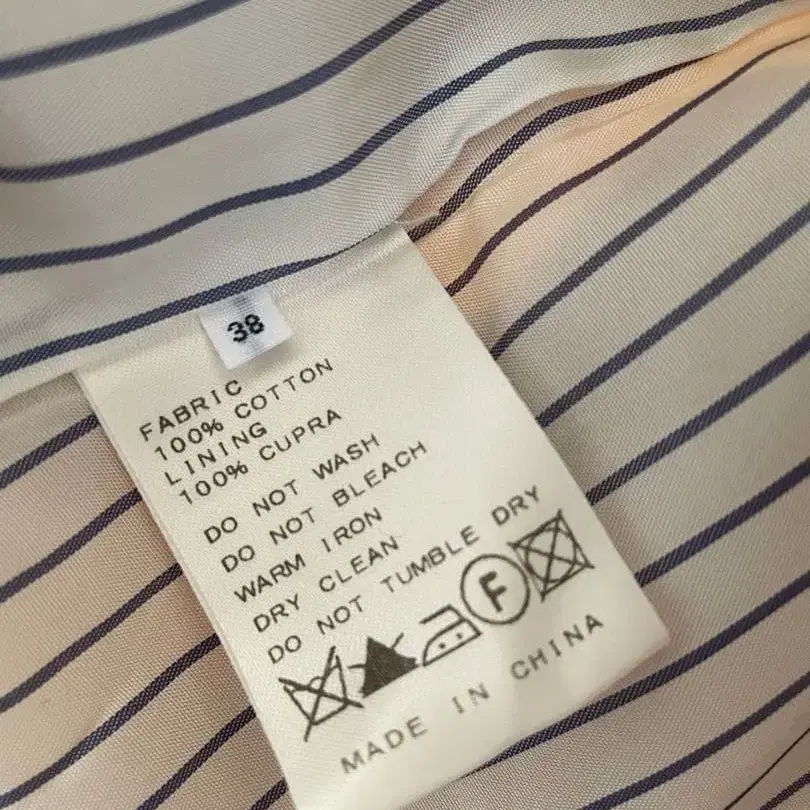 38
FABRIC
100% COTTON
LINING
100% CUPRA
DO NOT WASH
DO NOT BLEACH
WARM IRON
DRY CLEAN
DO NOT TUMBLE DRY
F
MADE IN CHINA